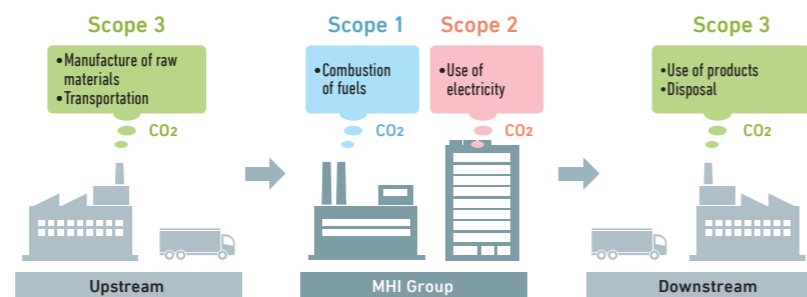 Scope 3
•Manufacture of raw
materials
•Transportation
CO2
Upstream
Scope 1
•Combustion
of fuels
CO2
Scope 2
•Use of
electricity
CO2
MHI Group
Scope 3
•Use of products
•Disposal
CO2
Downstream